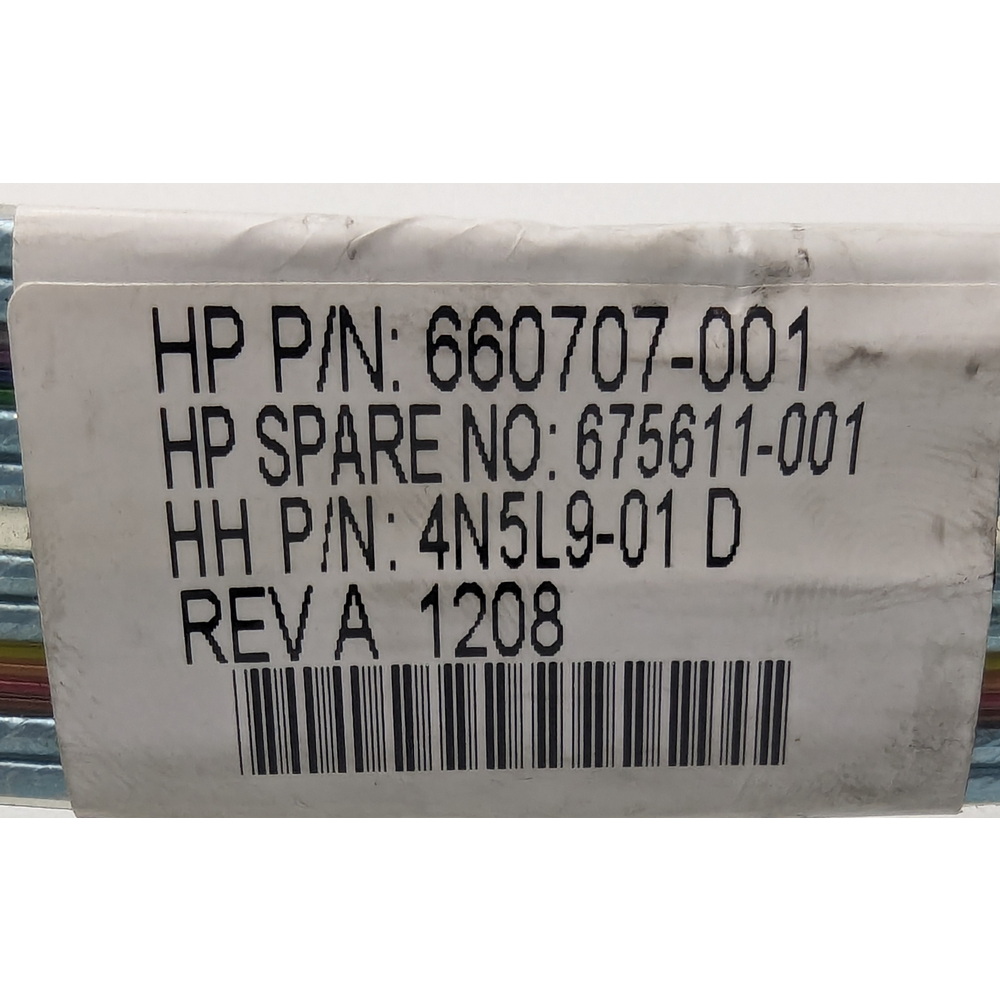 HP P/N: 660707-001
HP SPARE NO: 675611-001
HH P/N: 4N5L9-01 D
REV A 1208